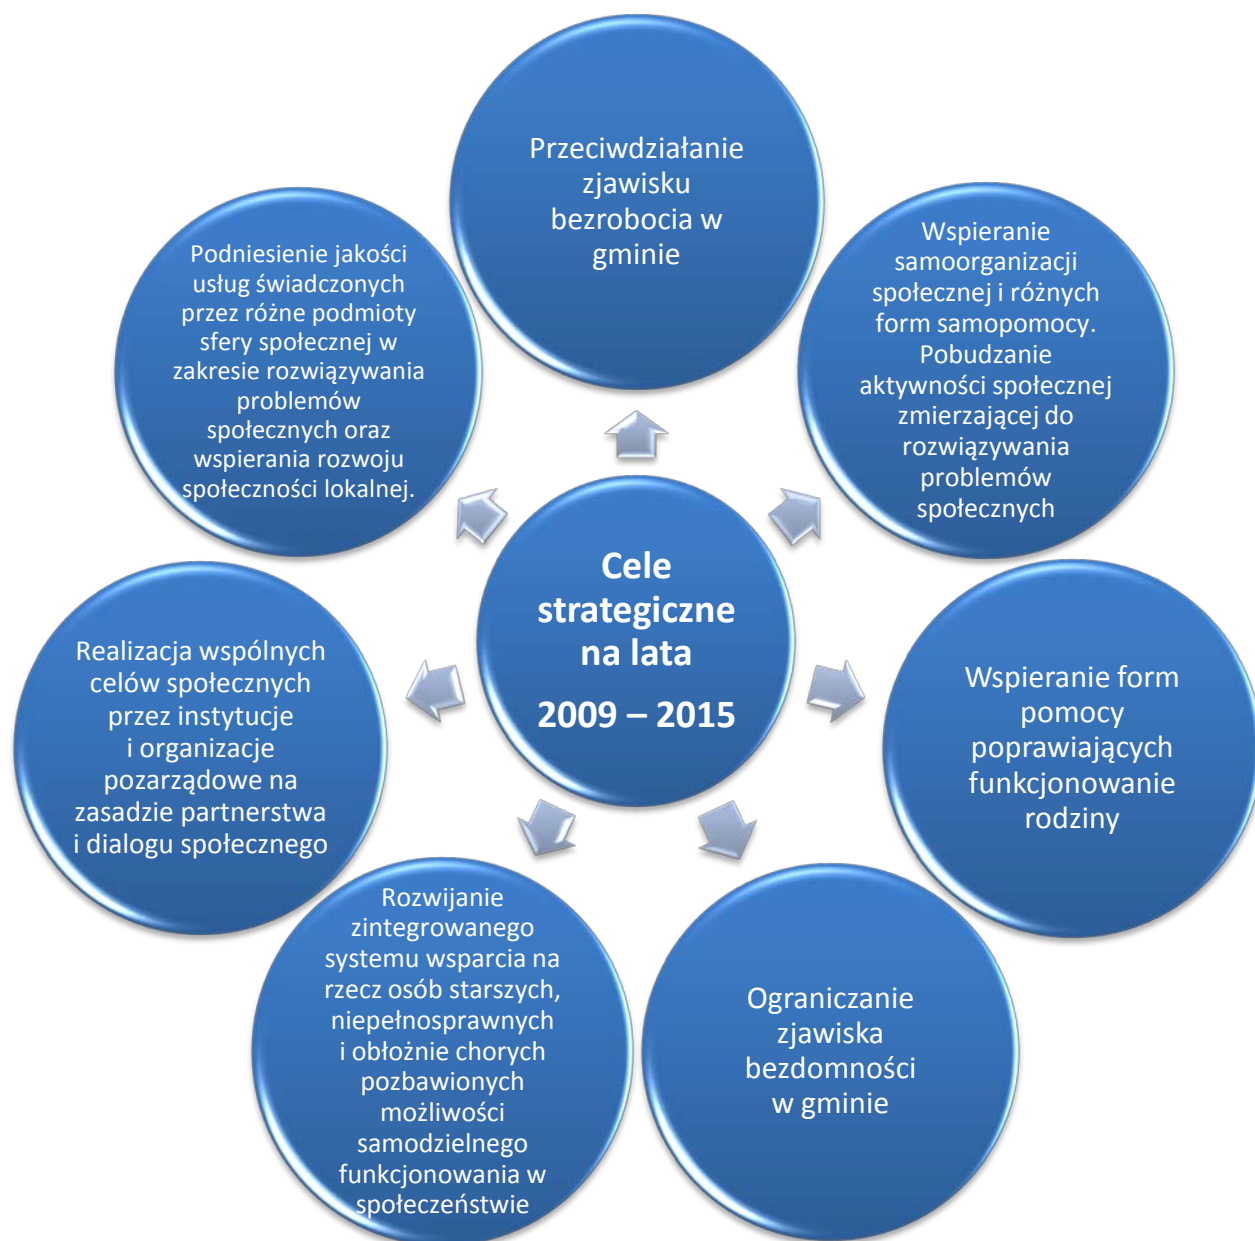 Przeciwdziałanie
zjawisku
bezrobocia w
gminie
Wspieranie
samoorganizacji
społecznej i różnych
form samopomocy.
Pobudzanie
aktywności społecznej
zmierzającej do
rozwiązywania
problemów
społecznych
Wspieranie form
pomocy
poprawiających
funkcjonowanie
rodziny
Ograniczanie
zjawiska
bezdomności
w gminie
Rozwijanie
zintegrowanego
systemu wsparcia na
rzecz osób starszych,
niepełnosprawnych
i obłożnie chorych
pozbawionych
możliwości
samodzielnego
funkcjonowania w
społeczeństwie
Realizacja wspólnych
celów społecznych
przez instytucje
i organizacje
pozarządowe na
zasadzie partnerstwa
i dialogu społecznego
Podniesienie jakości
usług świadczonych
przez różne podmioty
sfery społecznej w
zakresie rozwiązywania
problemów
społecznych oraz
wspierania rozwoju
społeczności lokalnej.
Cele
strategiczne
na lata
2009 – 2015